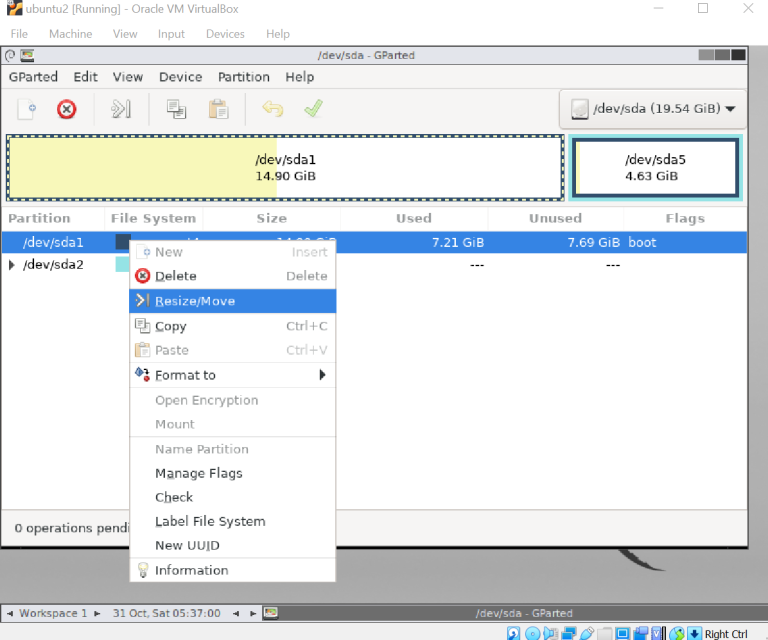 ubuntu2 [Running] - Oracle VM VirtualBox
File Machine View Input Devices Help
/dev/sda - GParted
GParted Edit View Device Partition Help
/dev/sda (19.54 GiB)
/dev/sda1
14.90 GiB
/dev/sda5
4.63 GiB
Partition File System Size Used Unused Flags
/dev/sda1 7.21 GiB 7.69 GiB boot
/dev/sda2 --- ---
New Insert
Delete Delete
Resize/Move
Copy Ctrl+C
Paste Ctrl+V
Format to
Open Encryption
Mount
Name Partition
Manage Flags
Check
Label File System
New UUID
Information
0 operations pendi
Workspace 1 31 Oct, Sat 05:37:00 /dev/sda - GParted
Right Ctrl